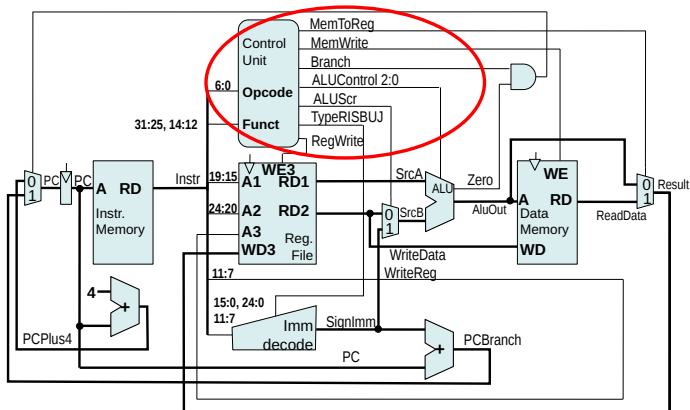 MemToReg
Control
Unit
MemWrite
Branch
6:0
Opcode
ALUControl 2:0
ALUScr
31:25, 14:12
Funct
TypeRISBUJ
RegWrite
0
1
PC
PC
A RD
Instr.
Memory
Instr
19:15
WE3
A1 RD1
SrcA
24:20
A2 RD2
A3
WD3
Reg.
File
0
1
SrcB
ALU
Zero
AluOut
WE
A RD
Data
Memory
WD
ReadData
0
1
Result
WriteData
WriteReg
11:7
15:0, 24:0
11:7
Imm
decode
SignImm
4
+
PCPlus4
PC
+
PCBranch